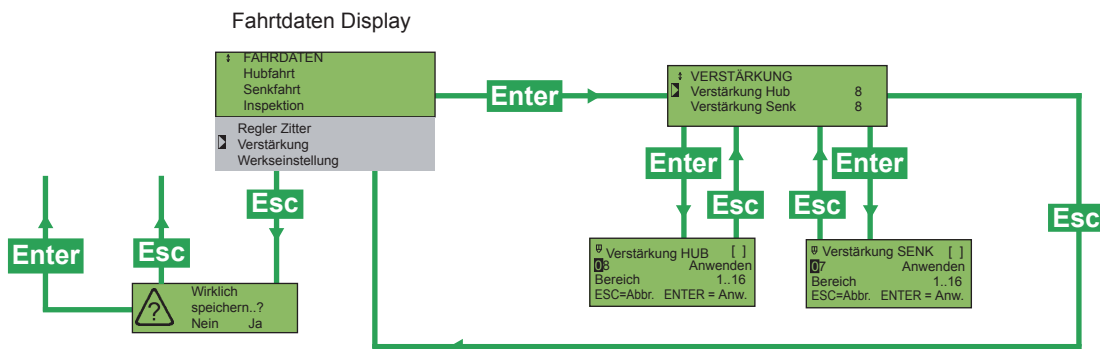 Fahrtdaten Display
FAHRDATEN
Hubfahrt
Senkfahrt
Inspektion
Regler Zitter
Verstärkung
Werkseinstellung
Enter
VERSTÄRKUNG
Verstärkung Hub 8
Verstärkung Senk 8
Enter
Esc
Esc
Enter
Esc
Verstärkung HUB [ ]
08 Anwenden
Bereich 1..16
ESC=Abbr. ENTER = Anw.
Verstärkung SENK [ ]
07 Anwenden
Bereich 1..16
ESC=Abbr. ENTER = Anw.
Esc
Enter
Esc
?
Wirklich
speichern..?
Nein Ja